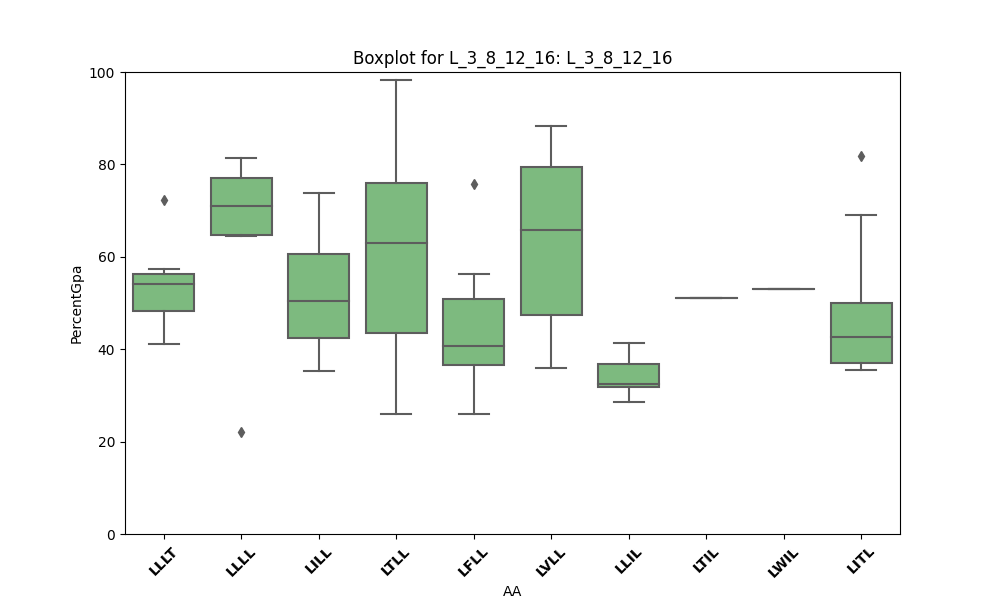 Boxplot for L_3_8_12_16: L_3_8_12_16
100
80
60
40
20
0
PercentGpa
LLLT
LLLL
LILL
LTLL
LFLL
LVLL
LLIL
LTIL
LWIL
LITL
AA